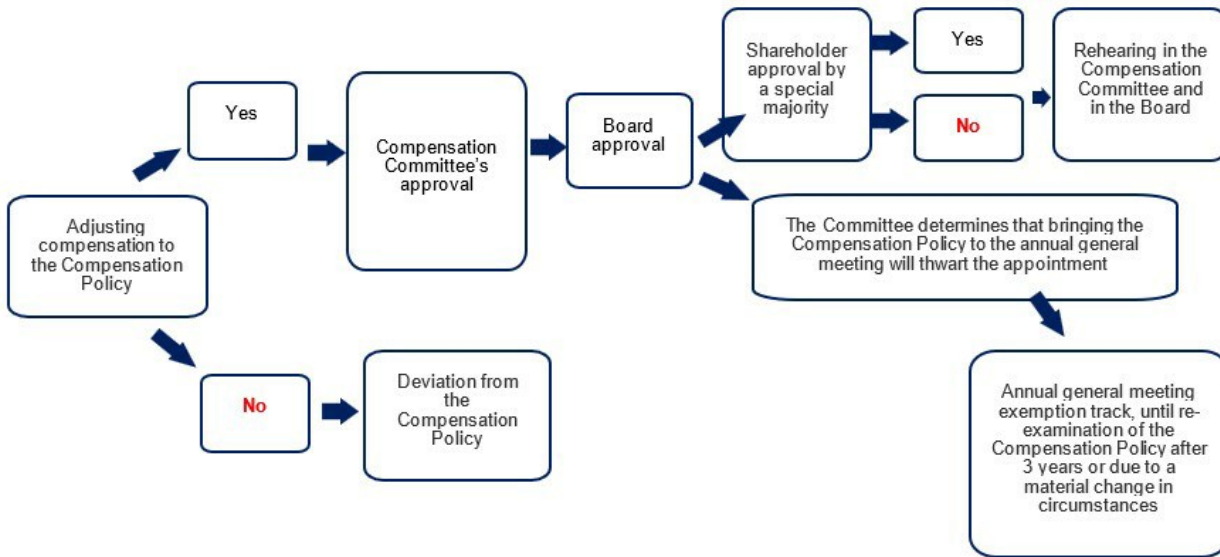 Adjusting
compensation to
the Compensation
Policy
Yes
No
Deviation from
the
Compensation
Policy
Compensation
Committee's
approval
Board
approval
Shareholder
approval by
a special
majority
Yes
No
Rehearing in the
Compensation
Committee and
in the Board
The Committee determines that bringing the
Compensation Policy to the annual general
meeting will thwart the appointment
Annual general meeting
exemption track, until re-
examination of the
Compensation Policy after
3 years or due to a
material change in
circumstances